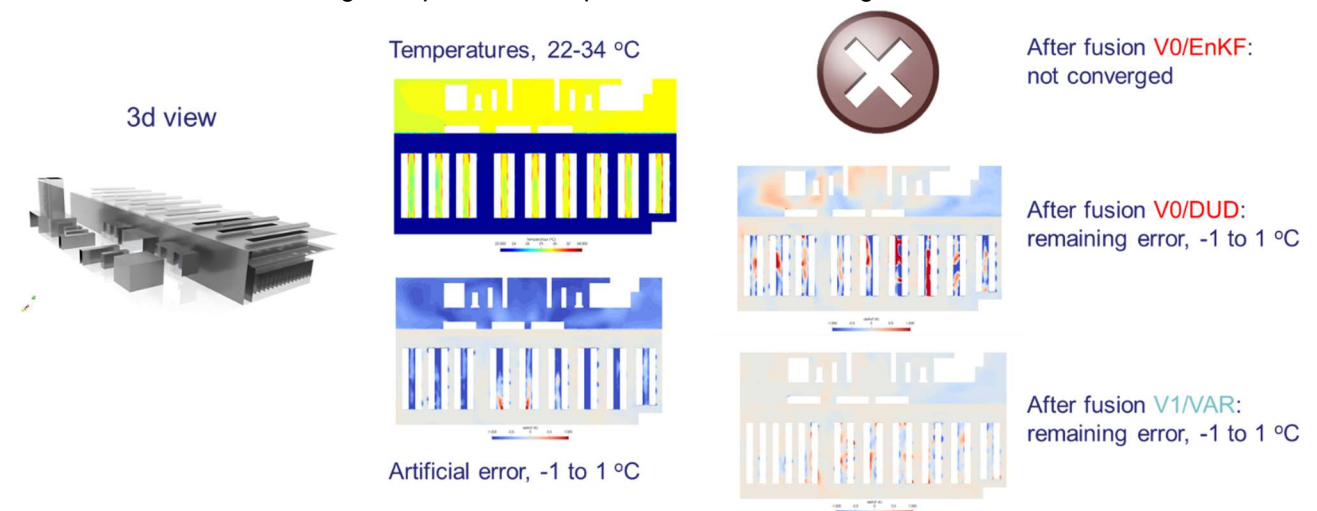 3d view
Temperatures, 22-34 °C
Artificial error, -1 to 1 °C
After fusion V0/EnKF:
not converged
After fusion V0/DUD:
remaining error, -1 to 1 °C
After fusion V1/VAR:
remaining error, -1 to 1 °C